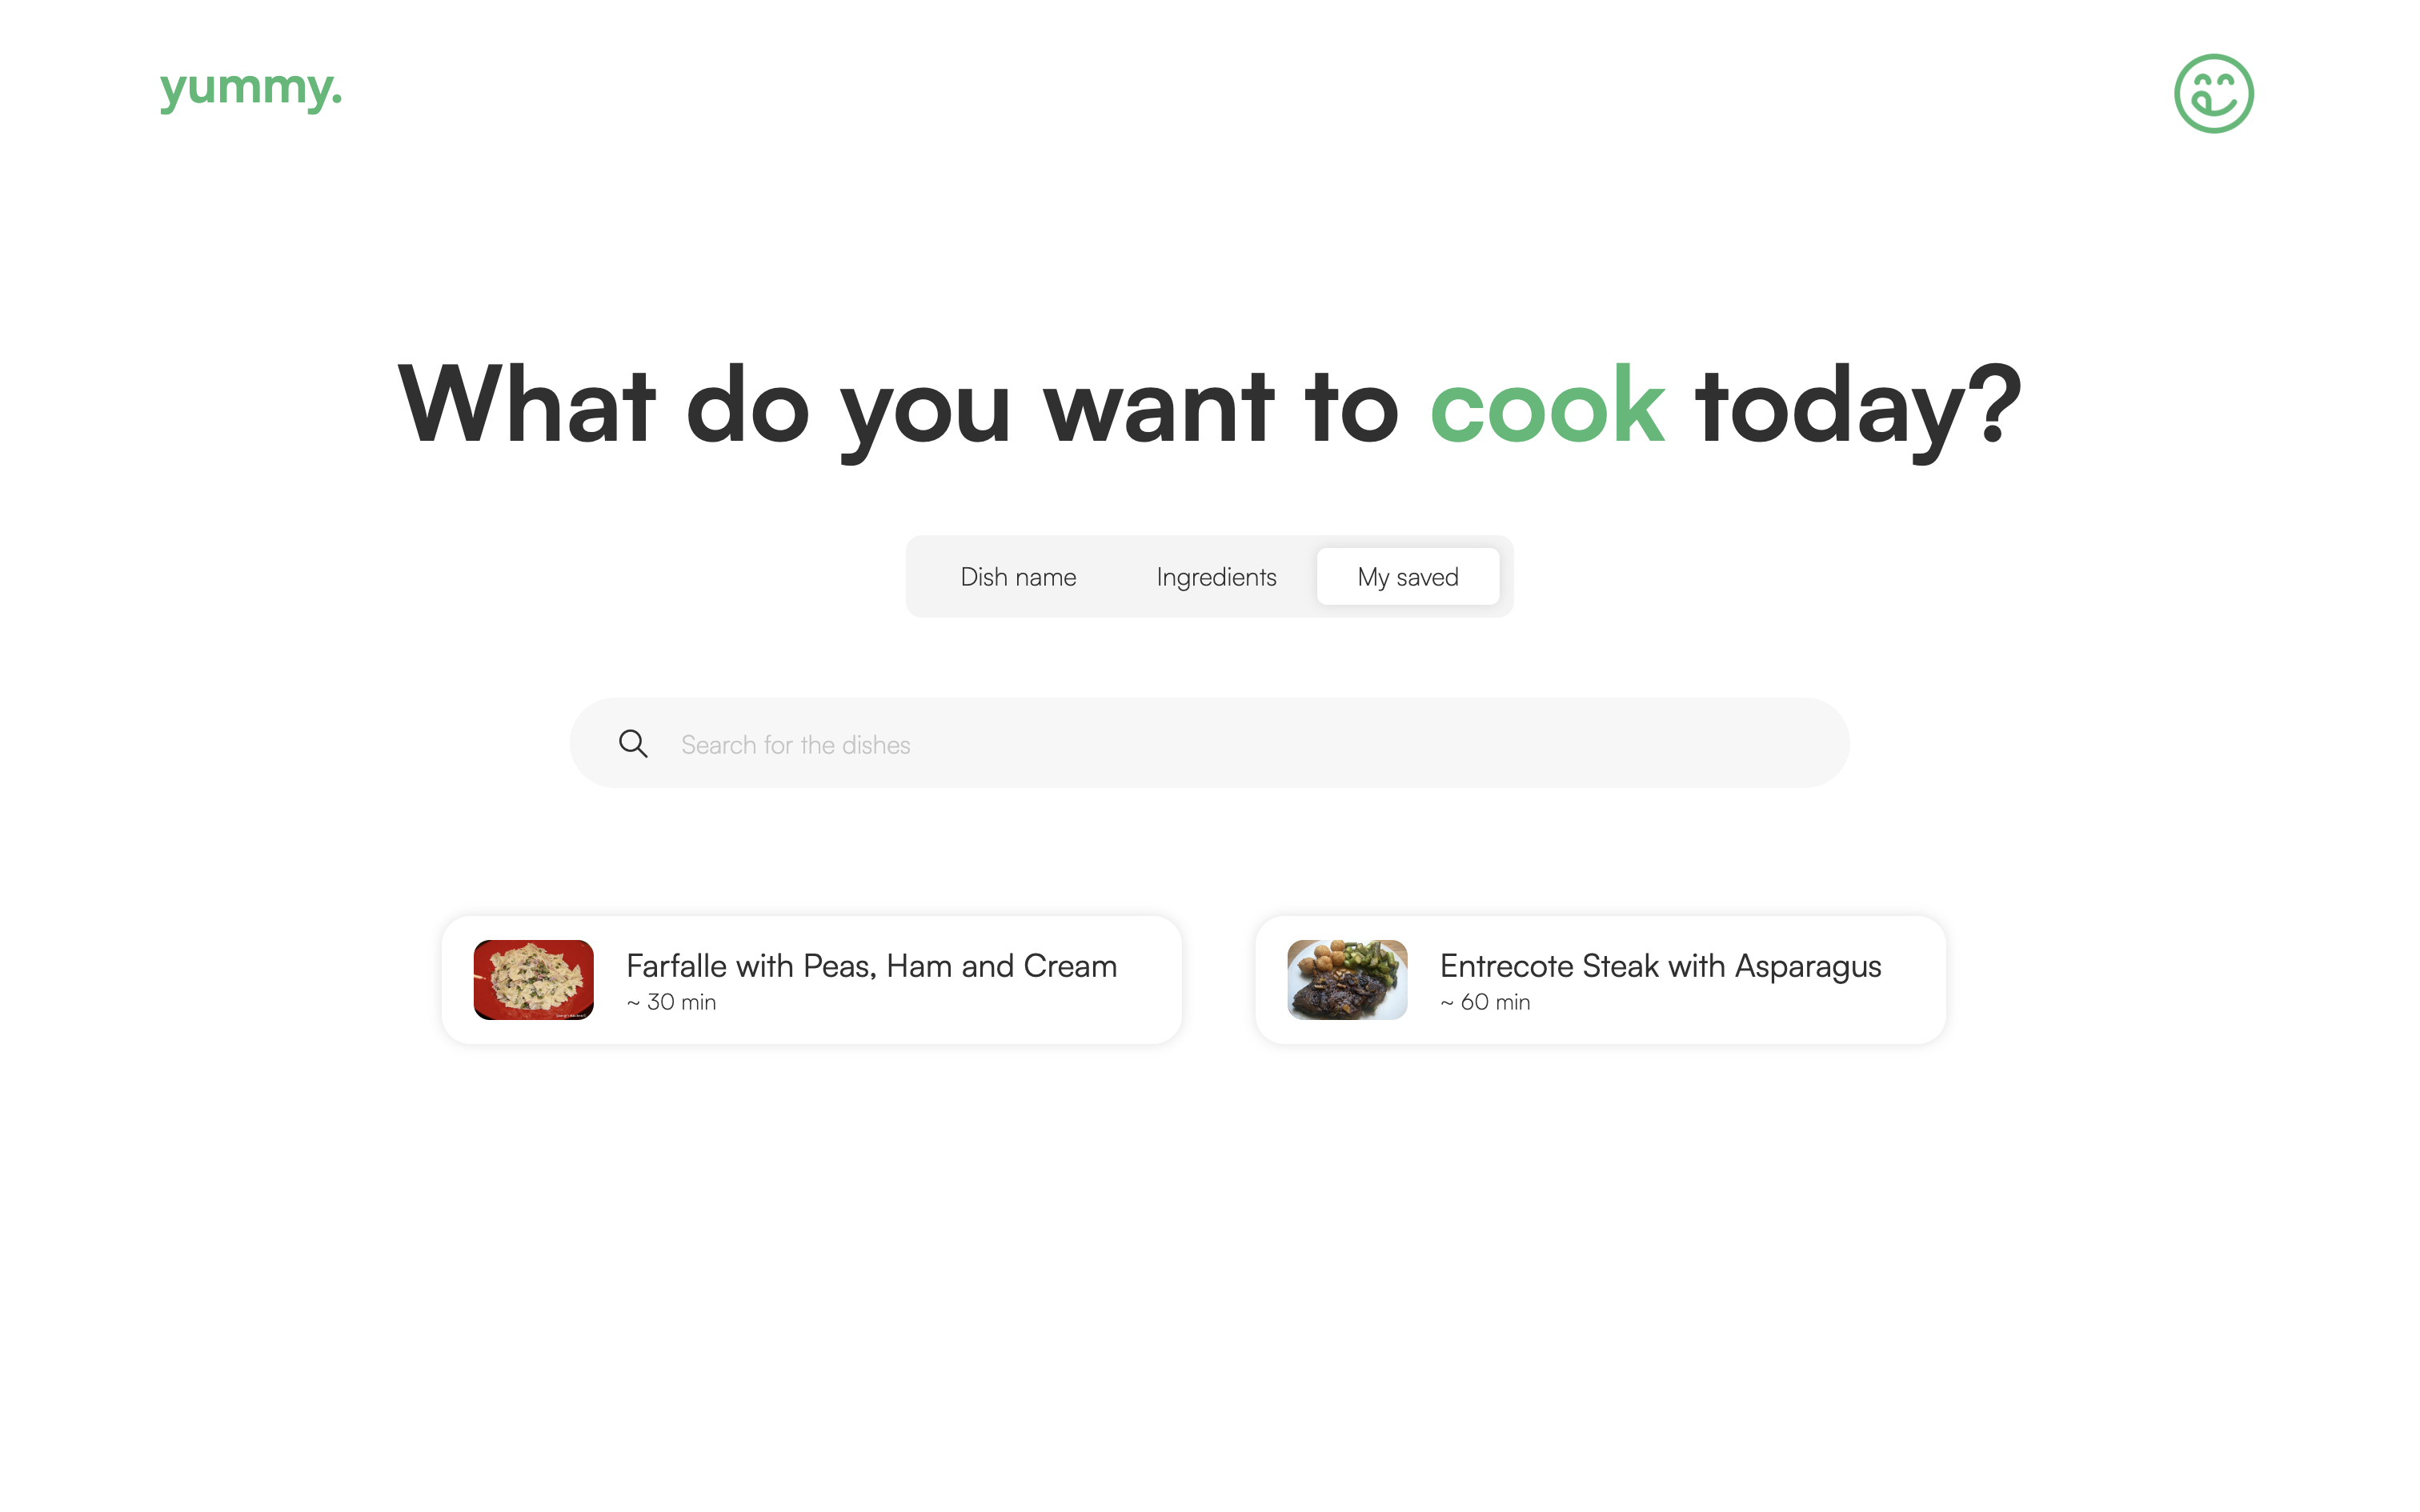 yummy.
What do you want to cook today?
Dish name Ingredients My saved
Search for the dishes
Farfalle with Peas, Ham and Cream
~ 30 min
Entrecote Steak with Asparagus
~ 60 min